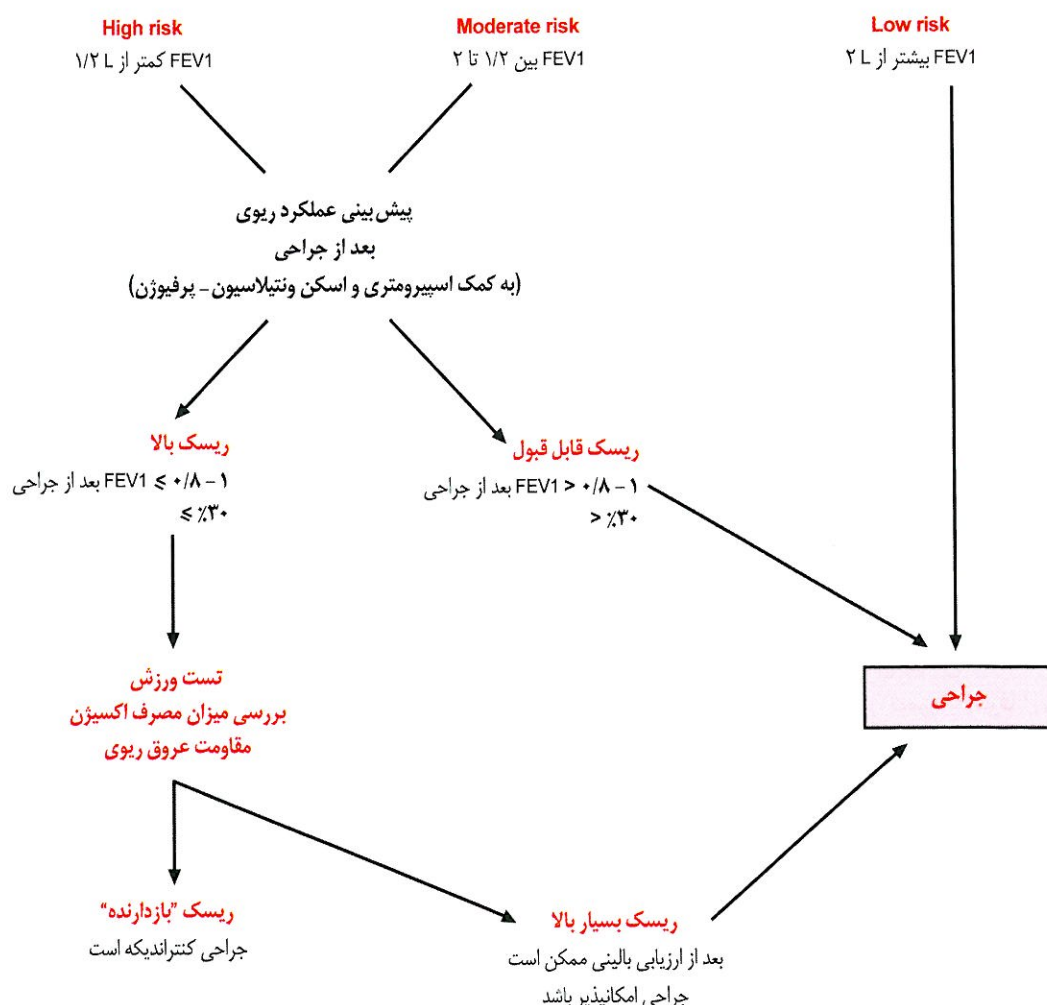 High risk
FEV1 کمتر از ۱/۲ L
Moderate risk
FEV1 بین ۱/۲ تا ۲
Low risk
FEV1 بیشتر از ۲ L
پیش‌بینی عملکرد ریوی
بعد از جراحی
(به کمک اسپیرومتری و اسکن ونتیلاسیون- پرفیوژن)
ریسک بالا
۱ – ۰/۸ ≥ FEV1 بعد از جراحی
≤ ٪۳۰
ریسک قابل قبول
۱ – ۰/۸ < FEV1 بعد از جراحی
> ٪۳۰
تست ورزش
بررسی میزان مصرف اکسیژن
مقاومت عروق ریوی
جراحی
ریسک "بازدارنده"
جراحی کنتراندیکه است
ریسک بسیار بالا
بعد از ارزیابی بالینی ممکن است
جراحی امکانپذیر باشد